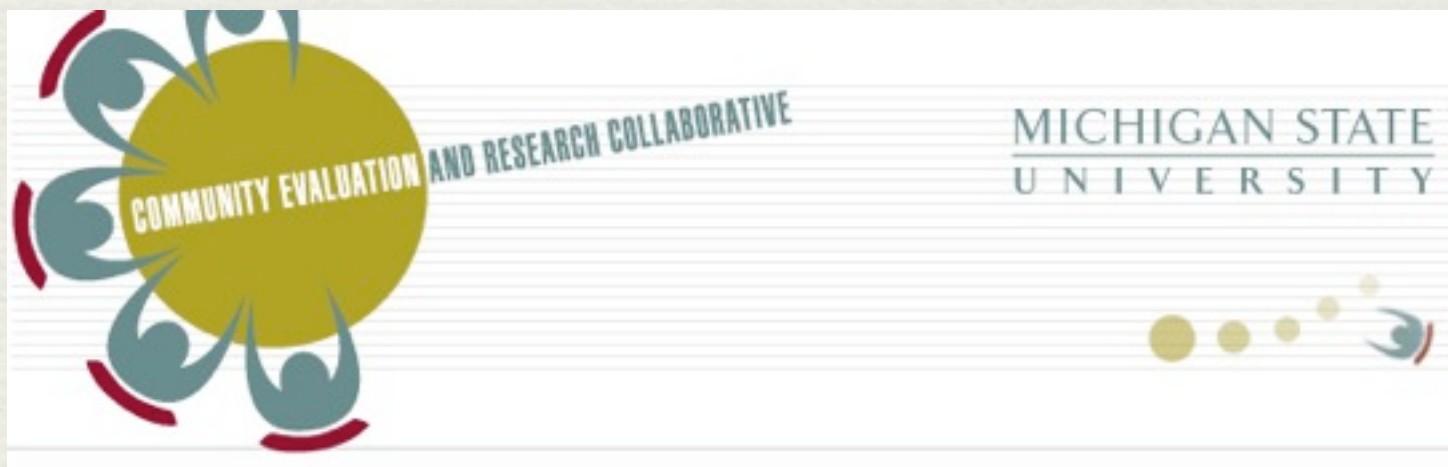 COMMUNITY EVALUATION AND RESEARCH COLLABORATIVE
MICHIGAN STATE
UNIVERSITY